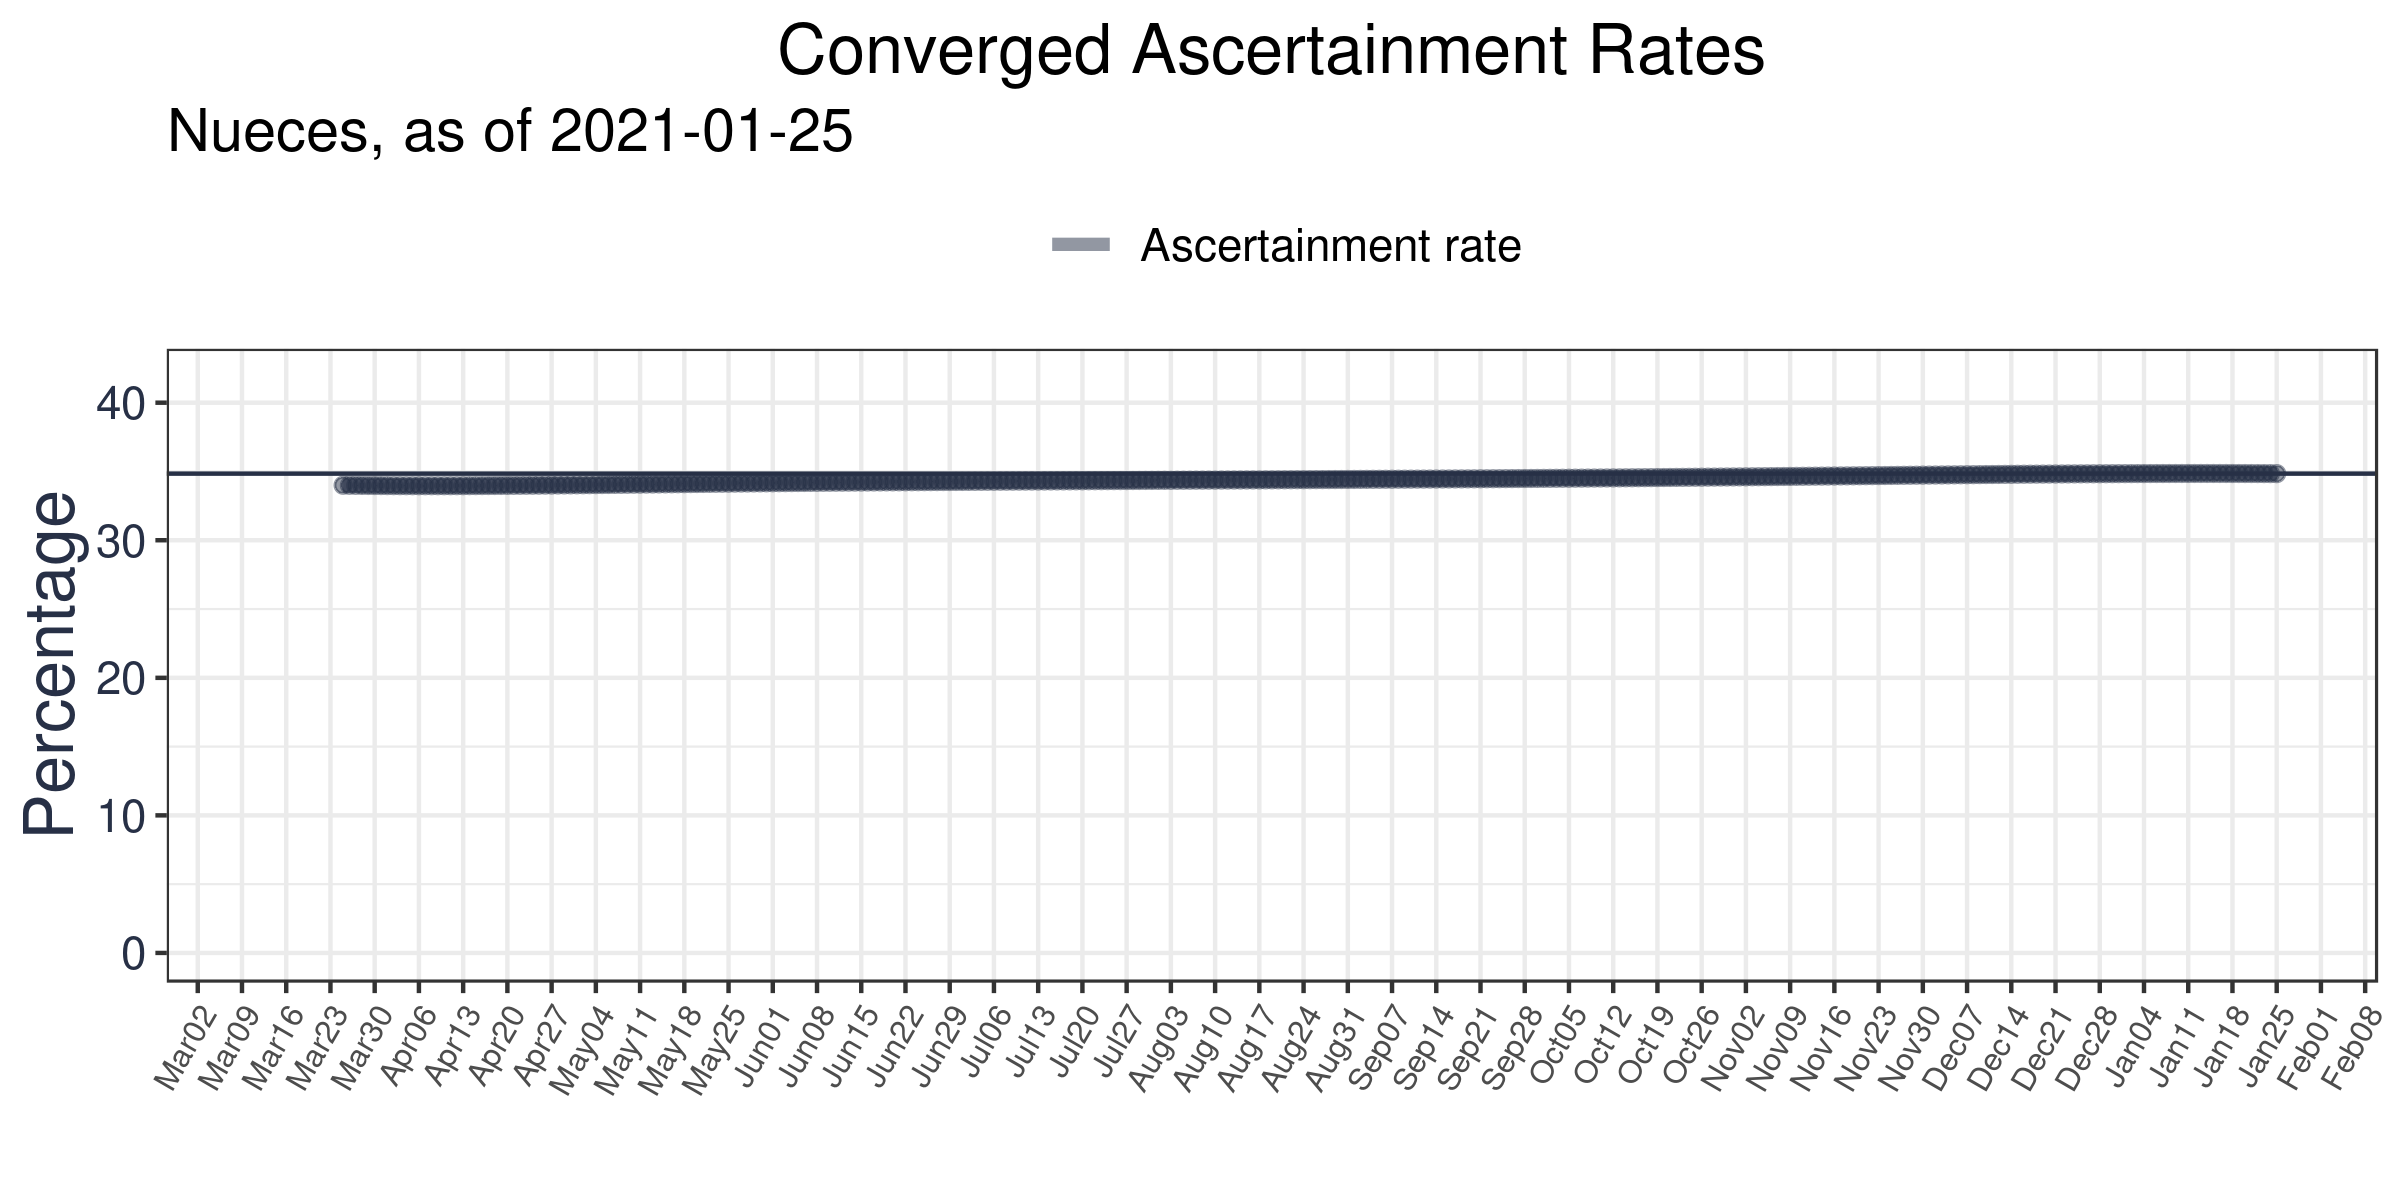 Converged Ascertainment Rates
Nueces, as of 2021-01-25
Ascertainment rate
Percentage
40
30
20
10
0
Mar02 Mar09 Mar16 Mar23 Mar30 Apr06 Apr13 Apr20 Apr27 May04 May11 May18 May25 Jun01 Jun08 Jun15 Jun22 Jun29 Jul06 Jul13 Jul20 Jul27 Aug03 Aug10 Aug17 Aug24 Aug31 Sep07 Sep14 Sep21 Sep28 Oct05 Oct12 Oct19 Oct26 Nov02 Nov09 Nov16 Nov23 Nov30 Dec07 Dec14 Dec21 Dec28 Jan04 Jan11 Jan18 Jan25 Feb01 Feb08